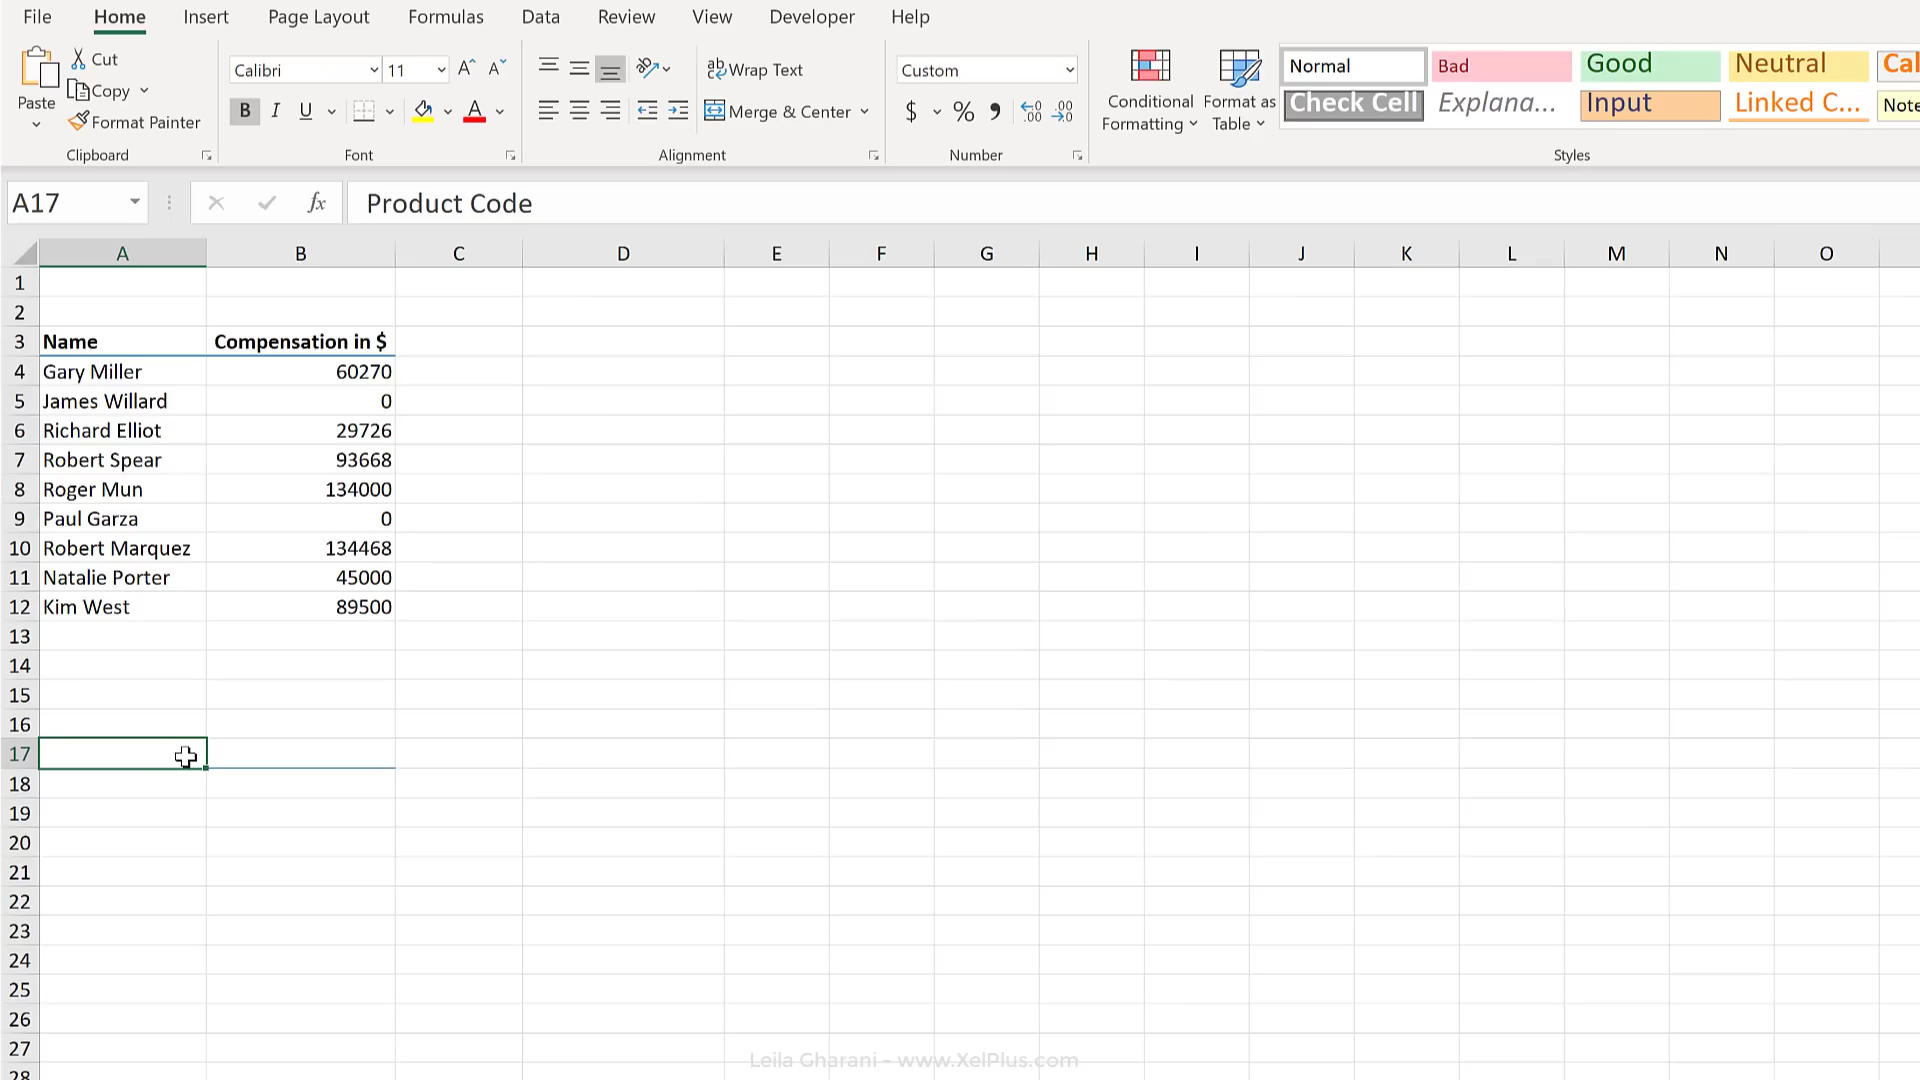 File Home Insert Page Layout Formulas Data Review View Developer Help
Paste
Cut
Copy
Format Painter
Clipboard
Calibri 11
B I U
Font
Wrap Text
Merge & Center
Alignment
Custom
$ % ,
Number
Conditional Formatting
Format as Table
Normal Bad Good Neutral Cal
Check Cell Explana... Input Linked C... Note
Styles
A17 fx Product Code
A B C D E F G H I J K L M N O
1
2
3 Name Compensation in $
4 Gary Miller 60270
5 James Willard 0
6 Richard Elliot 29726
7 Robert Spear 93668
8 Roger Mun 134000
9 Paul Garza 0
10 Robert Marquez 134468
11 Natalie Porter 45000
12 Kim West 89500
13
14
15
16
17
18
19
20
21
22
23
24
25
26
27
28
Leila Gharani - www.XelPlus.com